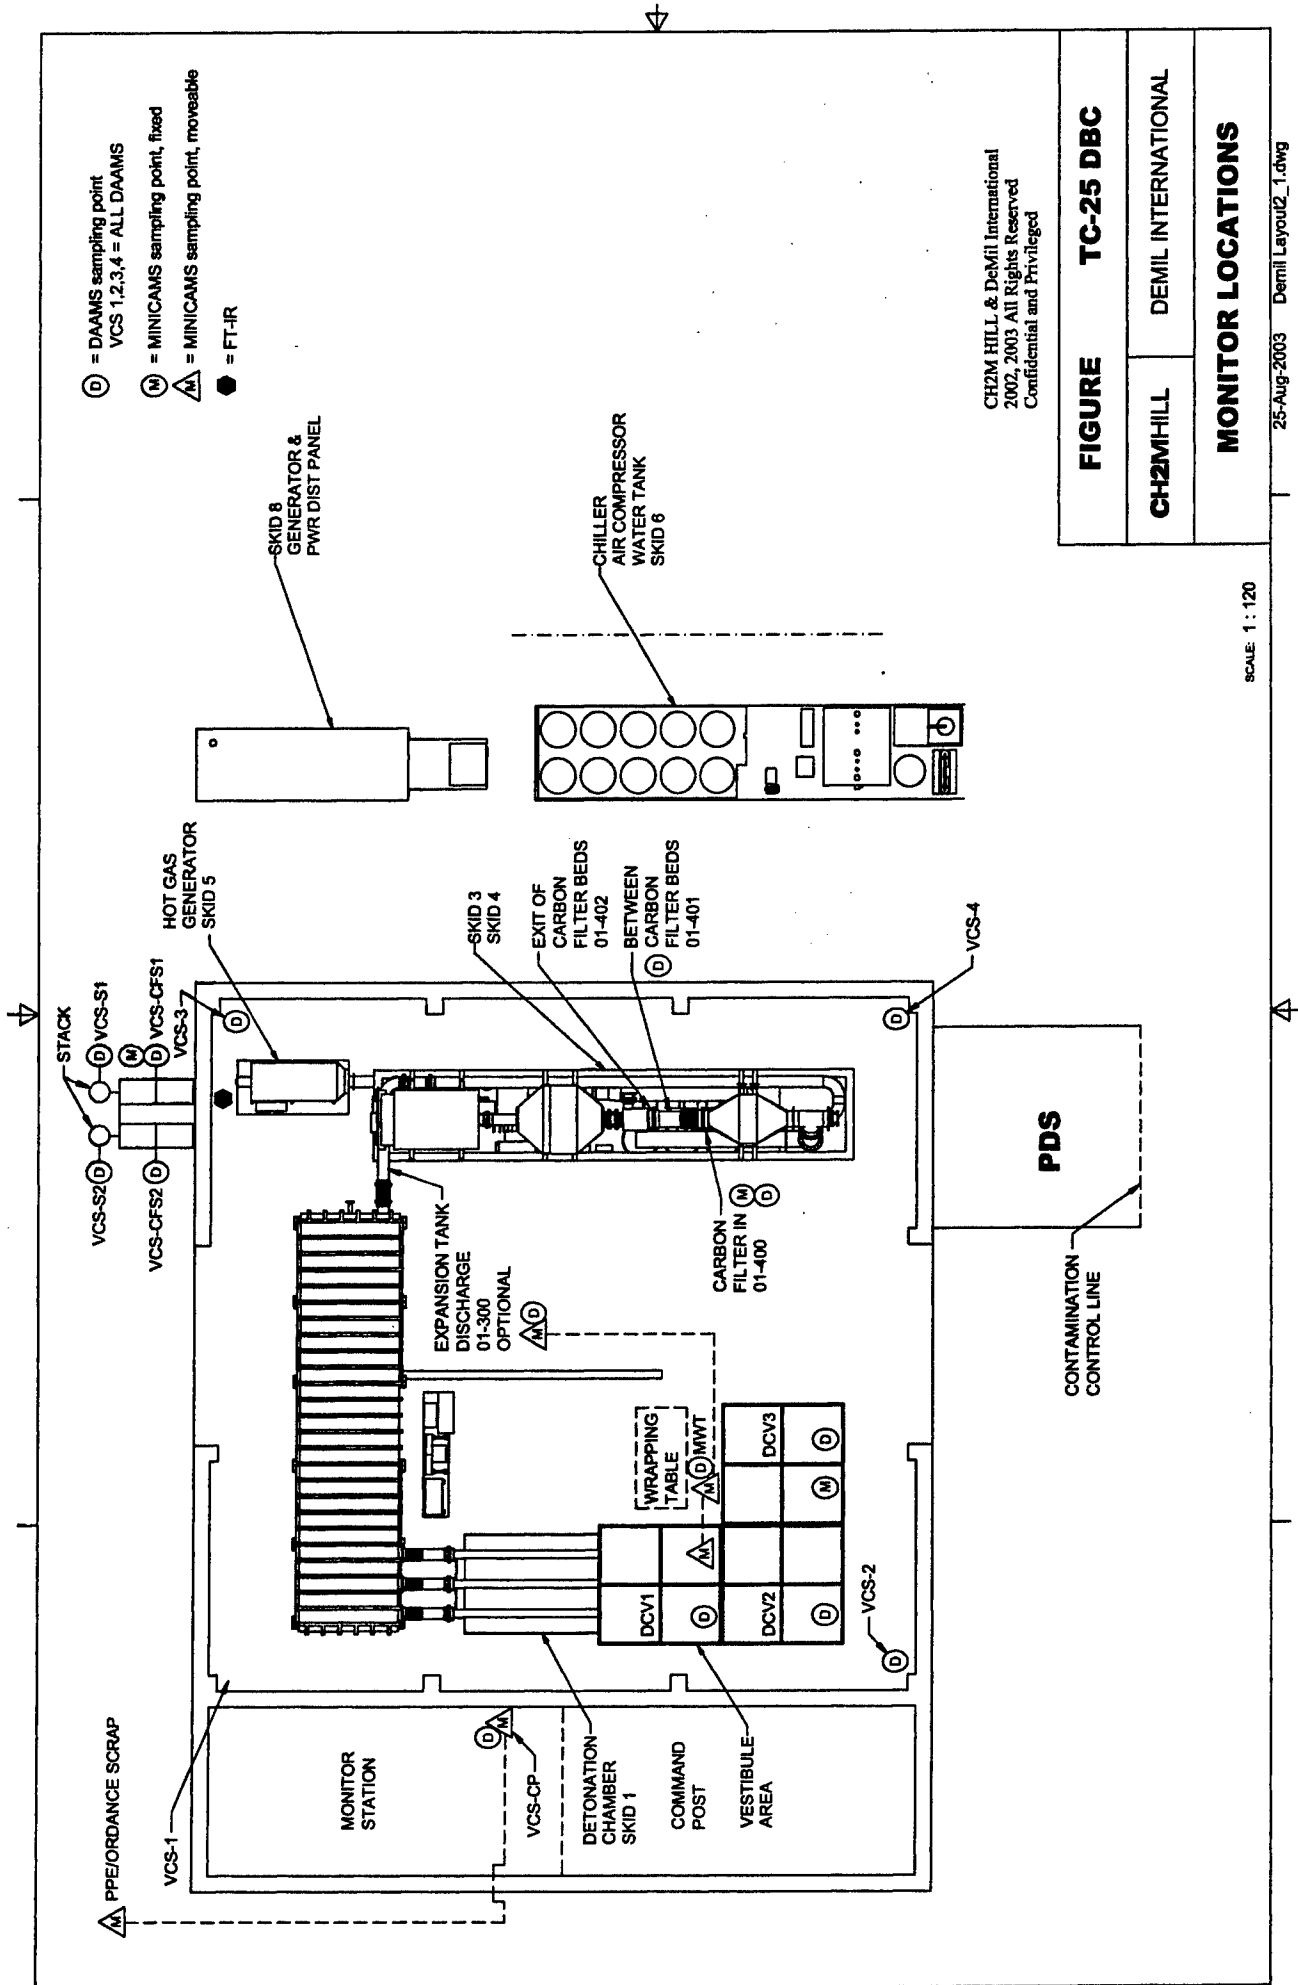 Ⓓ = DAAMS sampling point
VCS 1,2,3,4 = ALL DAAMS
Ⓜ = MINICAMS sampling point, fixed
M = MINICAMS sampling point, moveable
= FT-IR
SKID 8
GENERATOR &
PWR DIST PANEL
CHILLER
AIR COMPRESSOR
WATER TANK
SKID 6
HOT GAS
GENERATOR
SKID 5
STACK
D VCS-S1
M
D VCS-CFS1
VCS-3
D
VCS-S2 D
VCS-CFS2 D
SKID 3
SKID 4
EXIT OF
CARBON
FILTER BEDS
01-402
BETWEEN
CARBON
FILTER BEDS
01-401
D
VCS-4
D
EXPANSION TANK
DISCHARGE
01-300
OPTIONAL
M D
CARBON
FILTER IN
01-400
M
D
PDS
CONTAMINATION
CONTROL LINE
WRAPPING
TABLE
M D MWT
DCV1
D
M
DCV2
D
DCV3
M
D
VCS-2
D
PPE/ORDANCE SCRAP
M
VCS-1
MONITOR
STATION
D
M
VCS-CP
DETONATION
CHAMBER
SKID 1
COMMAND
POST
VESTIBULE
AREA
CH2M HILL & DeMil International
2002, 2003 All Rights Reserved
Confidential and Privileged
FIGURE TC-25 DBC
CH2MHILL DEMIL INTERNATIONAL
MONITOR LOCATIONS
SCALE: 1 : 120
25-Aug-2003 Demil Layout2_1.dwg